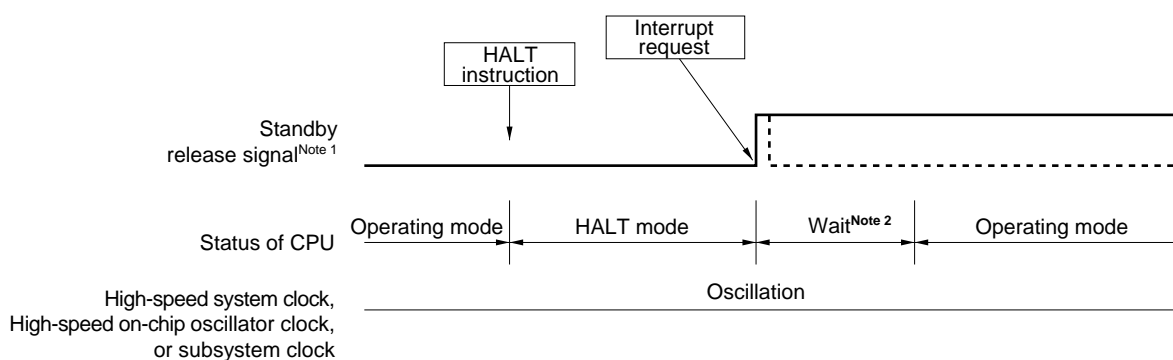 Interrupt
request
HALT
instruction
Standby
release signalNote 1
Status of CPU
Operating mode
HALT mode
WaitNote 2
Operating mode
High-speed system clock,
High-speed on-chip oscillator clock,
or subsystem clock
Oscillation